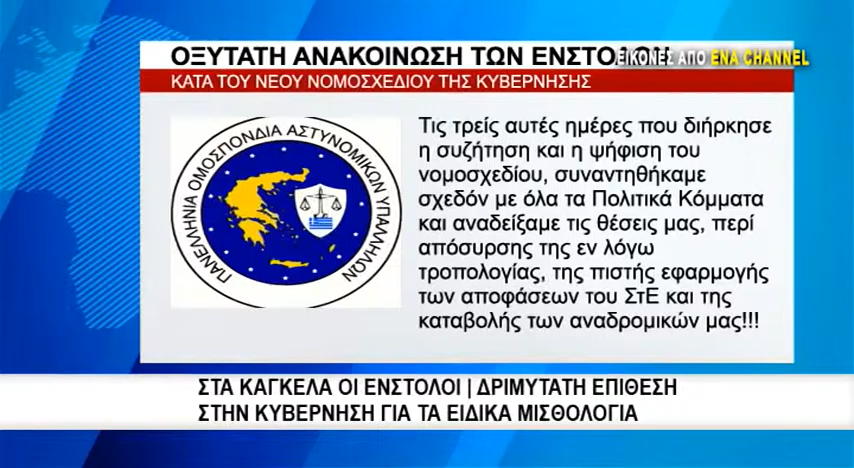 ΟΞΥΤΑΤΗ ΑΝΑΚΟΙΝΩΣΗ ΤΩΝ ΕΝΣΤΟΛΩΝ
ΕΙΚΟΝΕΣ ΑΠΟ ΕΝΑ CHANNEL
ΚΑΤΑ ΤΟΥ ΝΕΟΥ ΝΟΜΟΣΧΕΔΙΟΥ ΤΗΣ ΚΥΒΕΡΝΗΣΗΣ
ΠΑΝΕΛΛΗΝΙΑ ΟΜΟΣΠΟΝΔΙΑ ΑΣΤΥΝΟΜΙΚΩΝ ΥΠΑΛΛΗΛΩΝ
Τις τρείς αυτές ημέρες που διήρκησε
η συζήτηση και η ψήφιση του
νομοσχεδίου, συναντηθήκαμε
σχεδόν με όλα τα Πολιτικά Κόμματα
και αναδείξαμε τις θέσεις μας, περί
απόσυρσης της εν λόγω
τροπολογίας, της πιστής εφαρμογής
των αποφάσεων του ΣτΕ και της
καταβολής των αναδρομικών μας!!!
ΣΤΑ ΚΑΓΚΕΛΑ ΟΙ ΕΝΣΤΟΛΟΙ | ΔΡΙΜΥΤΑΤΗ ΕΠΙΘΕΣΗ
ΣΤΗΝ ΚΥΒΕΡΝΗΣΗ ΓΙΑ ΤΑ ΕΙΔΙΚΑ ΜΙΣΘΟΛΟΓΙΑ